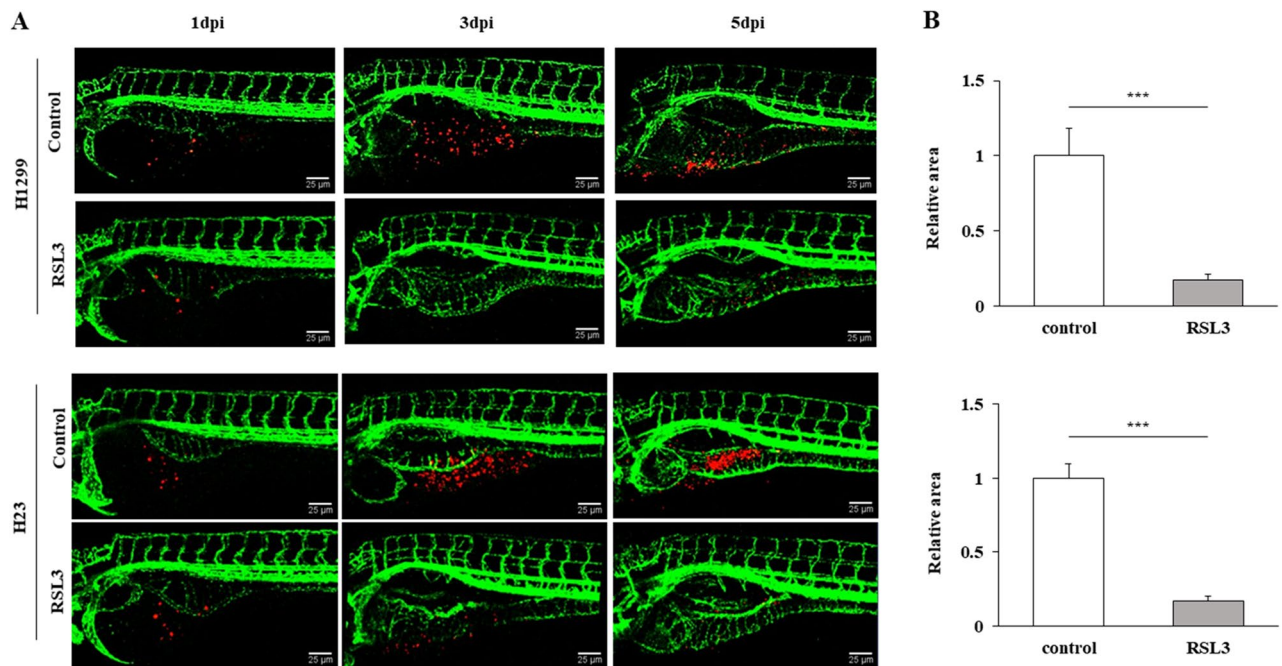 A
1dpi
3dpi
5dpi
B
H1299
Control
25 µm
25 µm
25 µm
RSL3
25 µm
25 µm
25 µm
H23
Control
25 µm
25 µm
25 µm
RSL3
25 µm
25 µm
25 µm
Relative area
1.5
1
0.5
0
***
control
RSL3
Relative area
1.5
1
0.5
0
***
control
RSL3